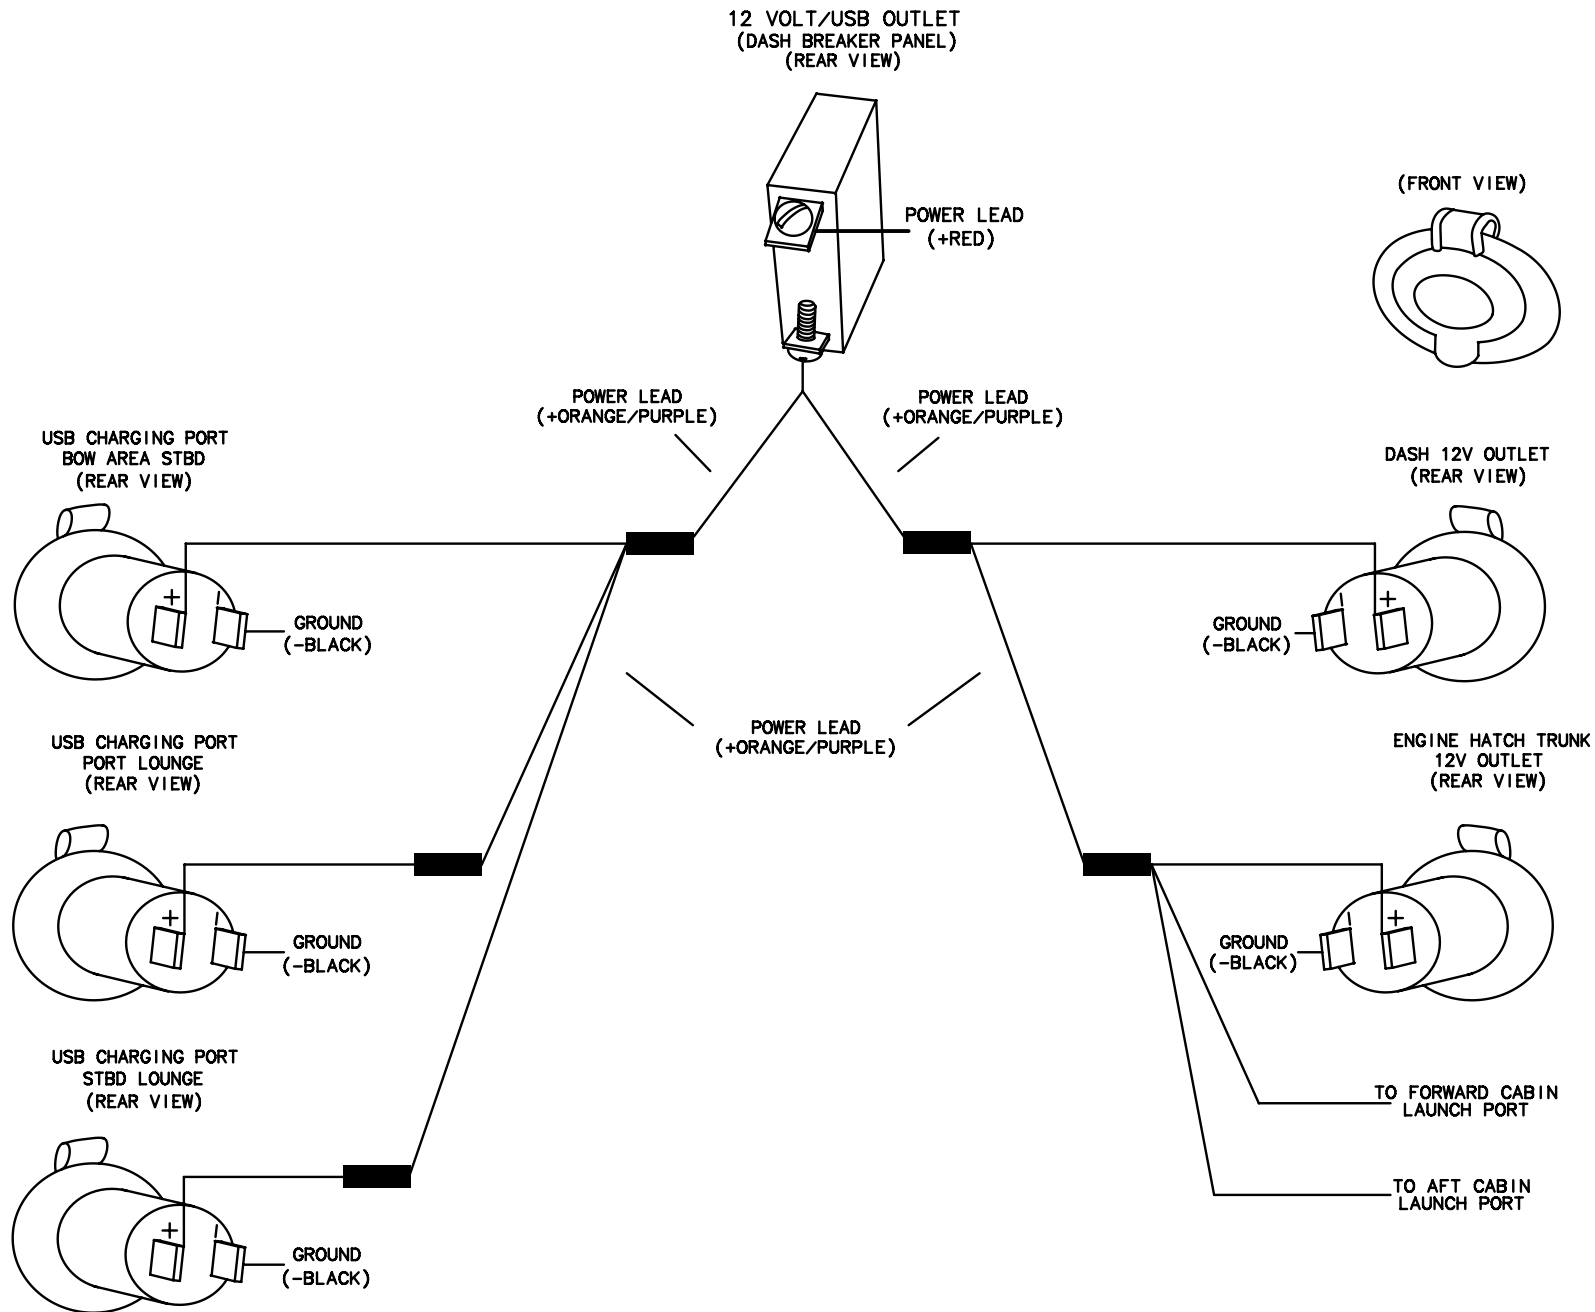 12 VOLT/USB OUTLET
(DASH BREAKER PANEL)
(REAR VIEW)
(FRONT VIEW)
POWER LEAD
(+RED)
POWER LEAD
(+ORANGE/PURPLE)
POWER LEAD
(+ORANGE/PURPLE)
USB CHARGING PORT
BOW AREA STBD
(REAR VIEW)
DASH 12V OUTLET
(REAR VIEW)
+
-
GROUND
(-BLACK)
GROUND
(-BLACK)
-
+
POWER LEAD
(+ORANGE/PURPLE)
USB CHARGING PORT
PORT LOUNGE
(REAR VIEW)
ENGINE HATCH TRUNK
12V OUTLET
(REAR VIEW)
+
-
GROUND
(-BLACK)
GROUND
(-BLACK)
-
+
USB CHARGING PORT
STBD LOUNGE
(REAR VIEW)
TO FORWARD CABIN
LAUNCH PORT
TO AFT CABIN
LAUNCH PORT
+
-
GROUND
(-BLACK)